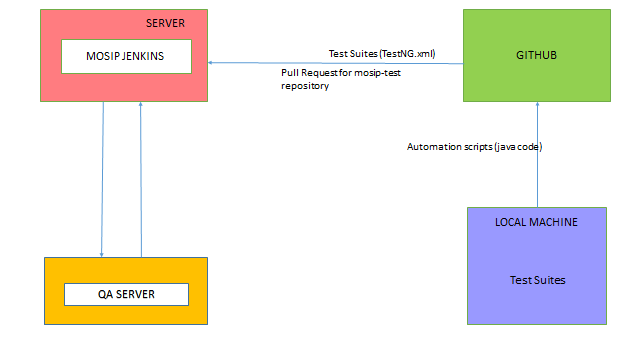 SERVER
MOSIP JENKINS
Test Suites (TestNG.xml)
Pull Request for mosip-test
repository
GITHUB
Automation scripts (java code)
LOCAL MACHINE
Test Suites
QA SERVER